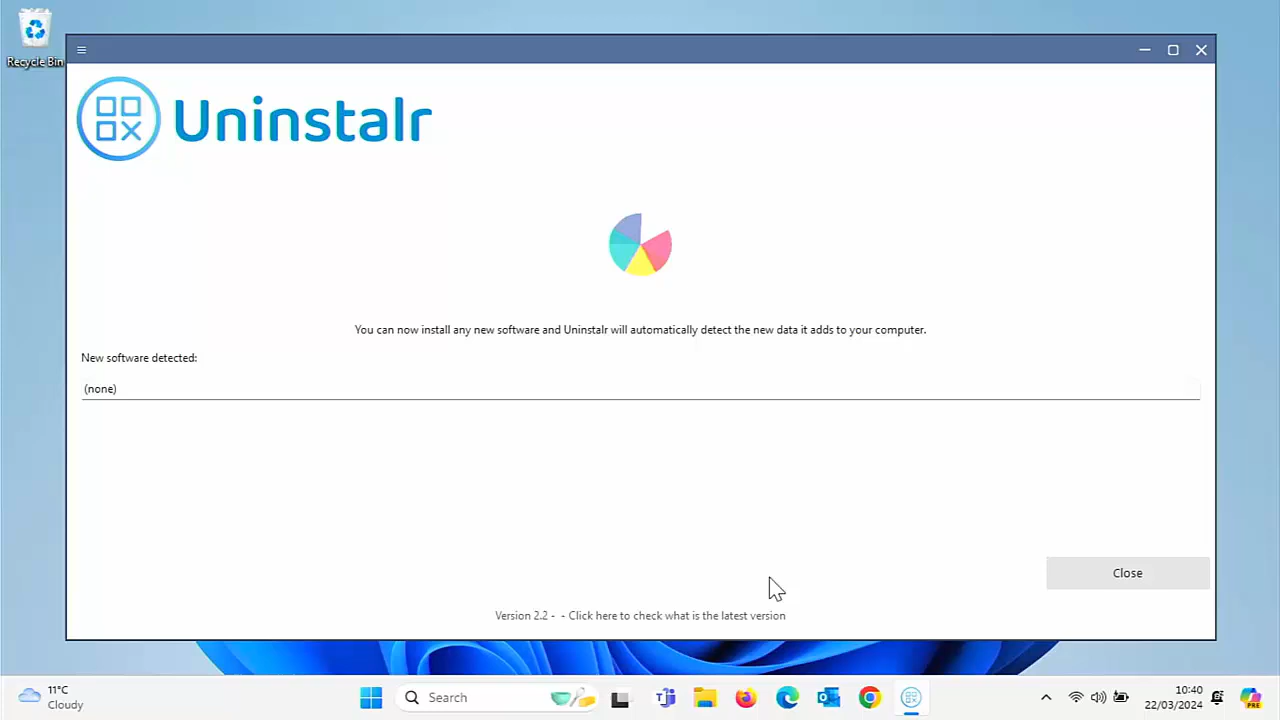 Recycle Bin
Uninstalr
You can now install any new software and Uninstalr will automatically detect the new data it adds to your computer.
New software detected:
(none)
Close
Version 2.2 - - Click here to check what is the latest version
11°C
Cloudy
Search
10:40
22/03/2024
PRE